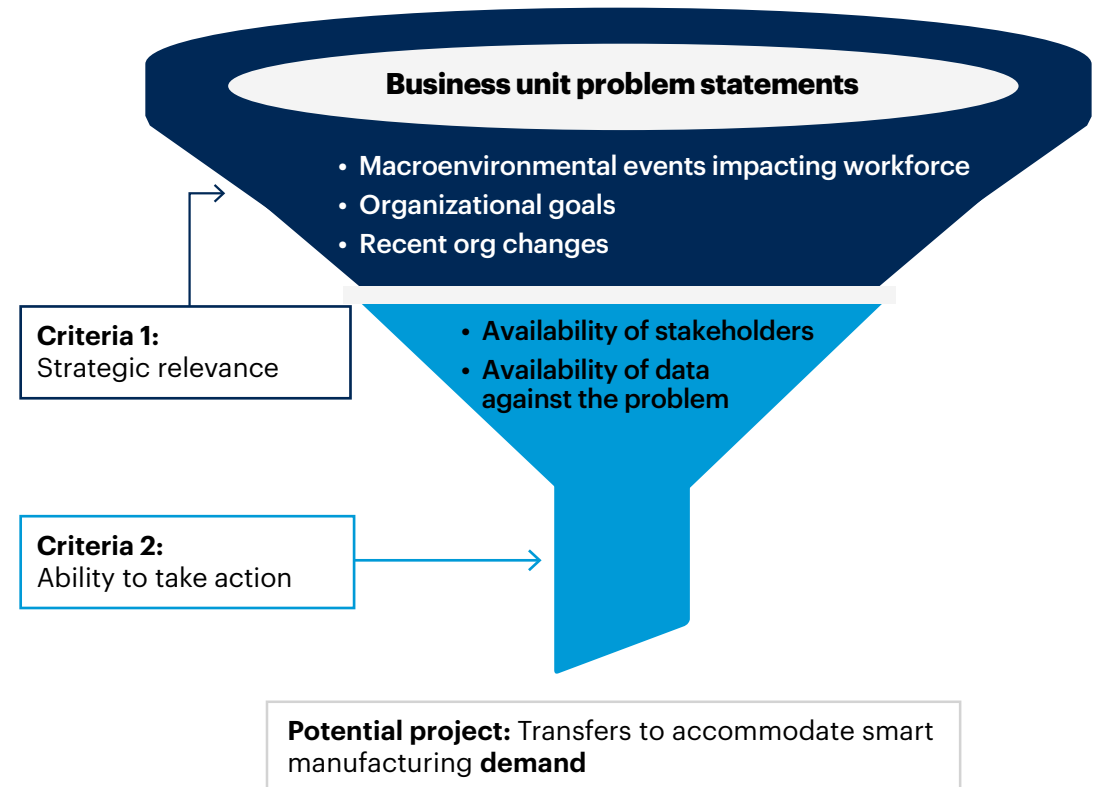 Business unit problem statements
• Macroenvironmental events impacting workforce
• Organizational goals
• Recent org changes
Criteria 1:
Strategic relevance
• Availability of stakeholders
• Availability of data
against the problem
Criteria 2:
Ability to take action
Potential project: Transfers to accommodate smart
manufacturing demand